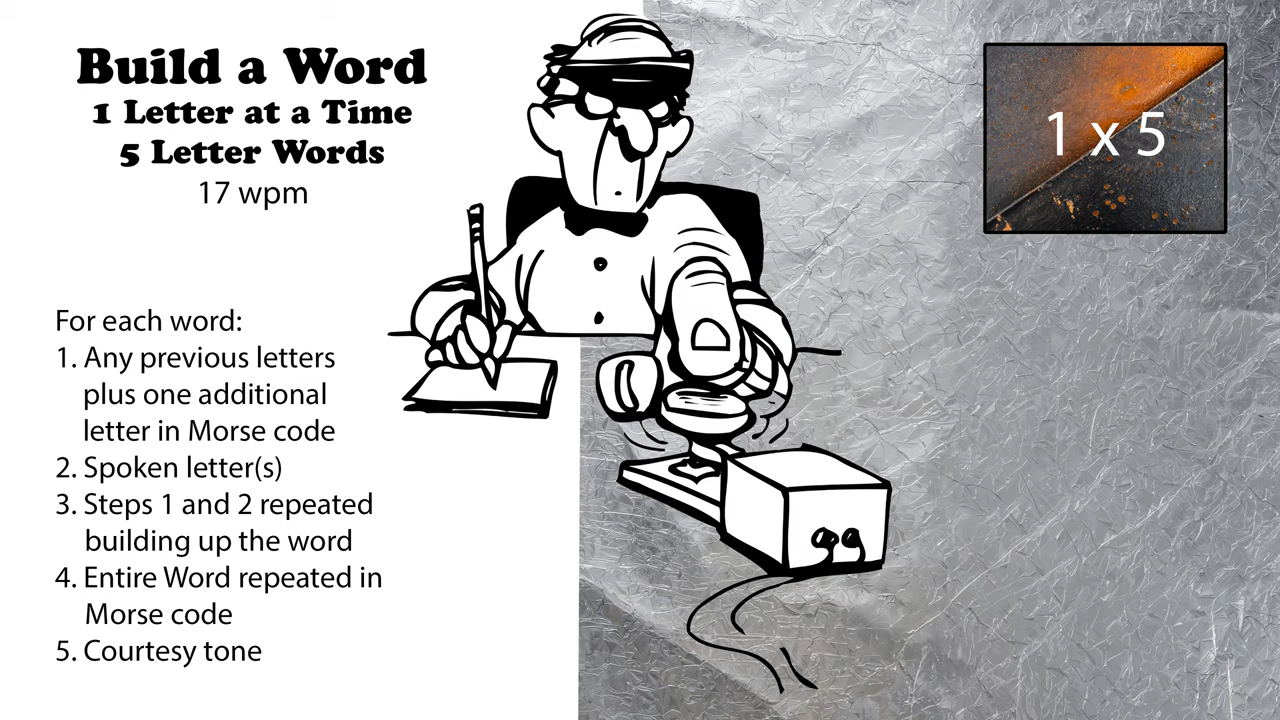 Build a Word
1 Letter at a Time
5 Letter Words
17 wpm
1 x 5
For each word:
1. Any previous letters
plus one additional
letter in Morse code
2. Spoken letter(s)
3. Steps 1 and 2 repeated
building up the word
4. Entire Word repeated in
Morse code
5. Courtesy tone